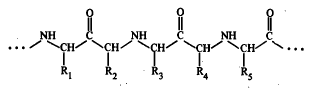 O O O
··· NH C NH C NH C ···
CH CH CH CH CH
R₁ R₂ R₃ R₄ R₅